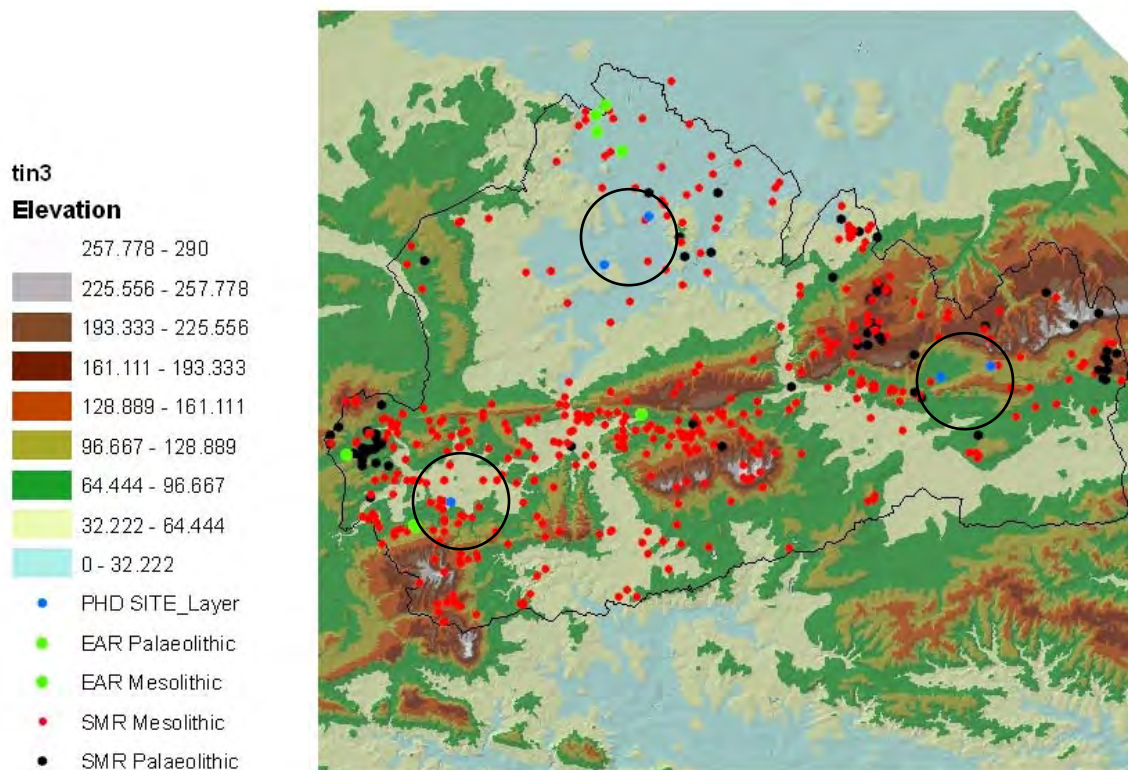 tin3
Elevation
257.778 - 290
225.556 - 257.778
193.333 - 225.556
161.111 - 193.333
128.889 - 161.111
96.667 - 128.889
64.444 - 96.667
32.222 - 64.444
0 - 32.222
PHD SITE_Layer
EAR Palaeolithic
EAR Mesolithic
SMR Mesolithic
SMR Palaeolithic